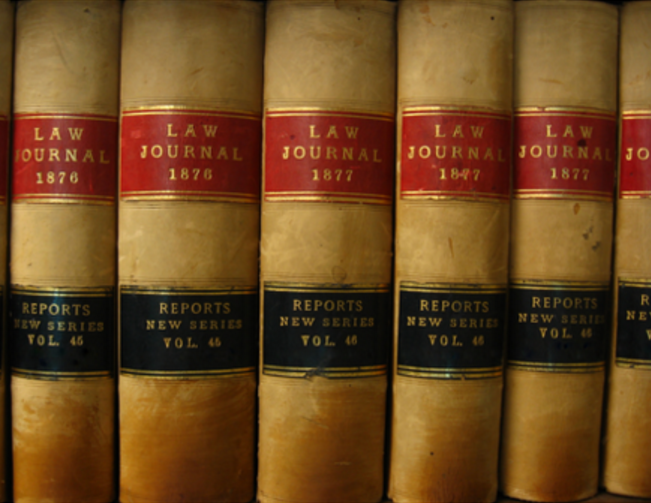 LAW
JOURNAL
1876
REPORTS
NEW SERIES
VOL. 45
LAW
JOURNAL
1876
REPORTS
NEW SERIES
VOL. 45
LAW
JOURNAL
1877
REPORTS
NEW SERIES
VOL. 46
LAW
JOURNAL
1877
REPORTS
NEW SERIES
VOL. 46
LAW
JOURNAL
1877
REPORTS
NEW SERIES
VOL. 46
JO
R
NE
V